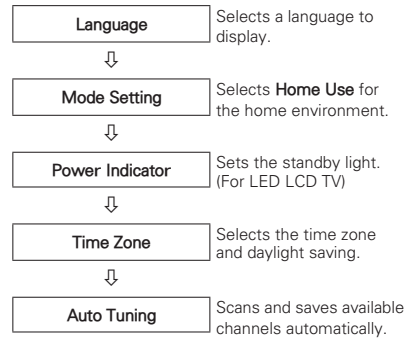 Language
Selects a language to
display.
⇩
Mode Setting
Selects Home Use for
the home environment.
⇩
Power Indicator
Sets the standby light.
(For LED LCD TV)
⇩
Time Zone
Selects the time zone
and daylight saving.
⇩
Auto Tuning
Scans and saves available
channels automatically.